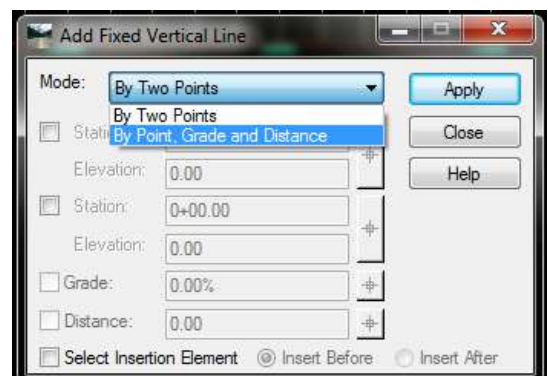 Add Fixed Vertical Line
Mode: By Two Points Apply
By Two Points
By Point, Grade and Distance Close
Elevation: 0.00 Help
Station: 0+00.00
Elevation: 0.00
Grade: 0.00%
Distance: 0.00
Select Insertion Element Insert Before Insert After